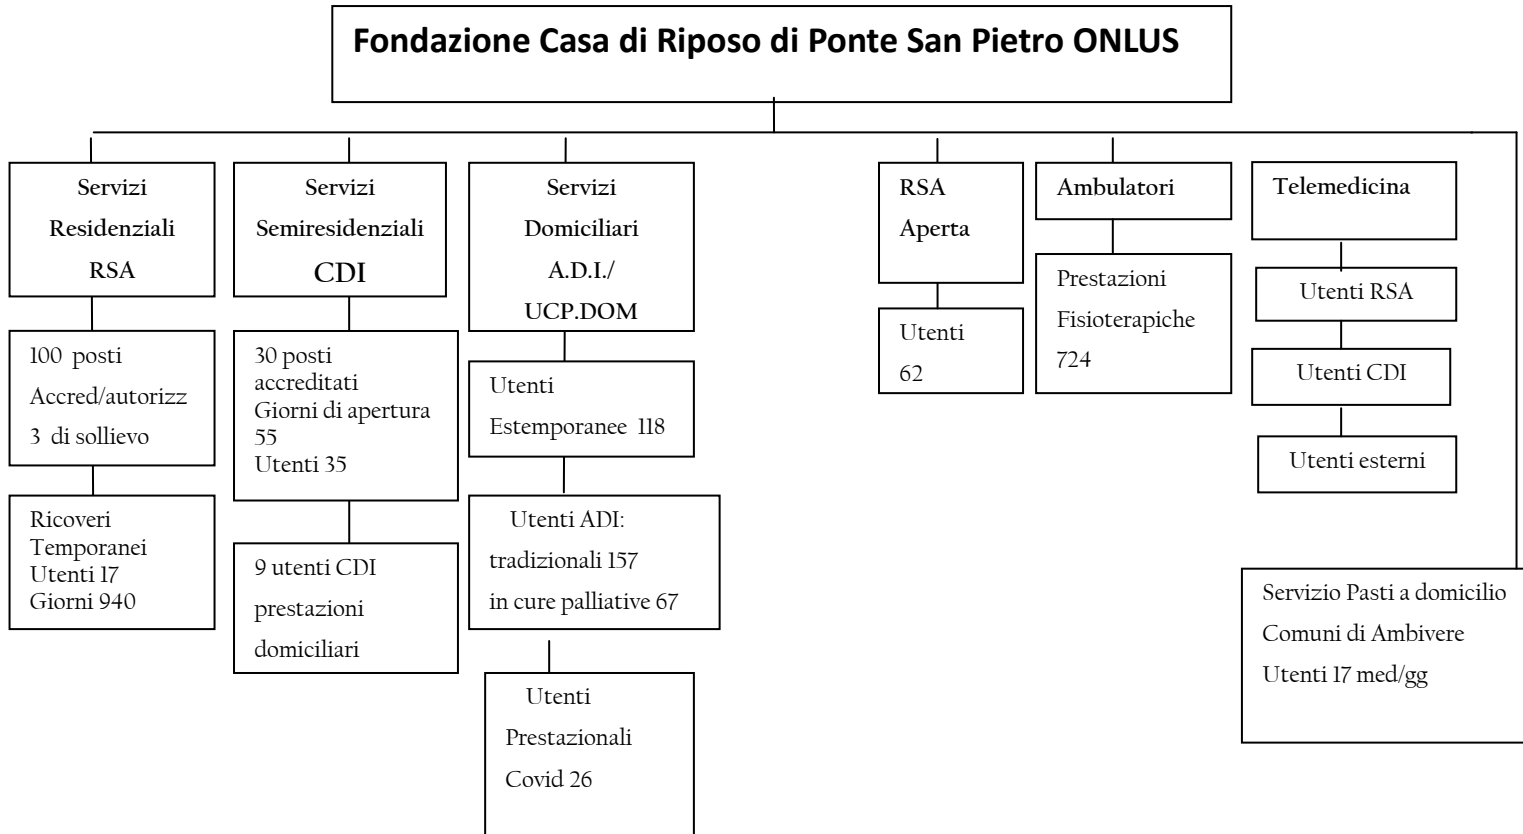 Fondazione Casa di Riposo di Ponte San Pietro ONLUS
Servizi
Residenziali
RSA
100 posti
Accred/autorizz
3 di sollievo
Ricoveri
Temporanei
Utenti 17
Giorni 940
Servizi
Semiresidenziali
CDI
30 posti
accreditati
Giorni di apertura
55
Utenti 35
9 utenti CDI
prestazioni
domiciliari
Servizi
Domiciliari
A.D.I./
UCP.DOM
Utenti
Estemporanee 118
Utenti ADI:
tradizionali 157
in cure palliative 67
Utenti
Prestazionali
Covid 26
RSA
Aperta
Utenti
62
Ambulatori
Prestazioni
Fisioterapiche
724
Telemedicina
Utenti RSA
Utenti CDI
Utenti esterni
Servizio Pasti a domicilio
Comuni di Ambivere
Utenti 17 med/gg